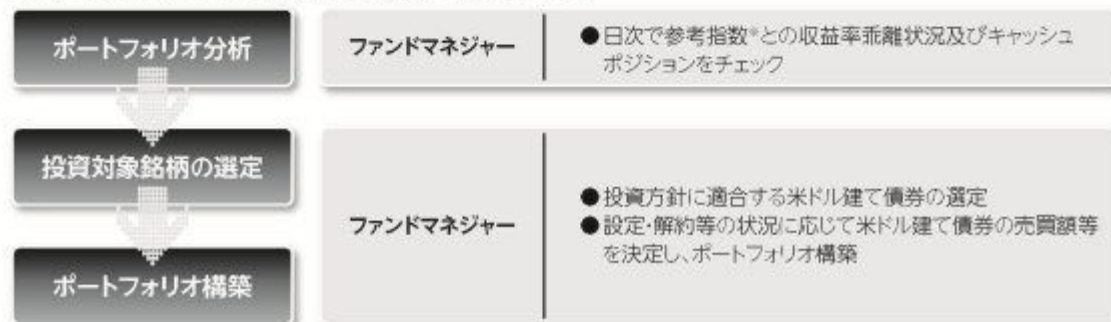 ポートフォリオ分析
ファンドマネジャー
●日次で参考指数*との収益率乖離状況及びキャッシュ
ポジションをチェック
投資対象銘柄の選定
ファンドマネジャー
●投資方針に適合する米ドル建て債券の選定
●設定・解約等の状況に応じて米ドル建て債券の売買額等
を決定し、ポートフォリオ構築
ポートフォリオ構築